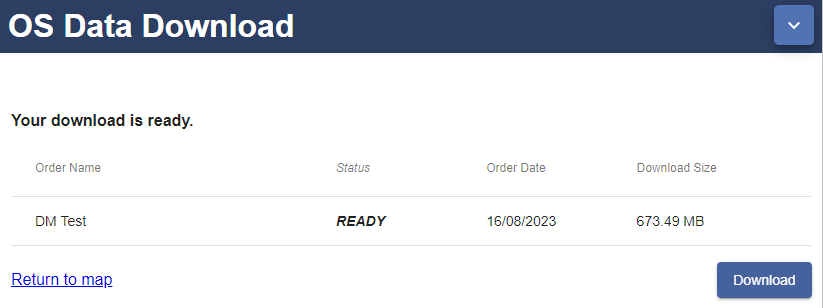 OS Data Download
Your download is ready.
Order Name Status Order Date Download Size
DM Test READY 16/08/2023 673.49 MB
Return to map Download